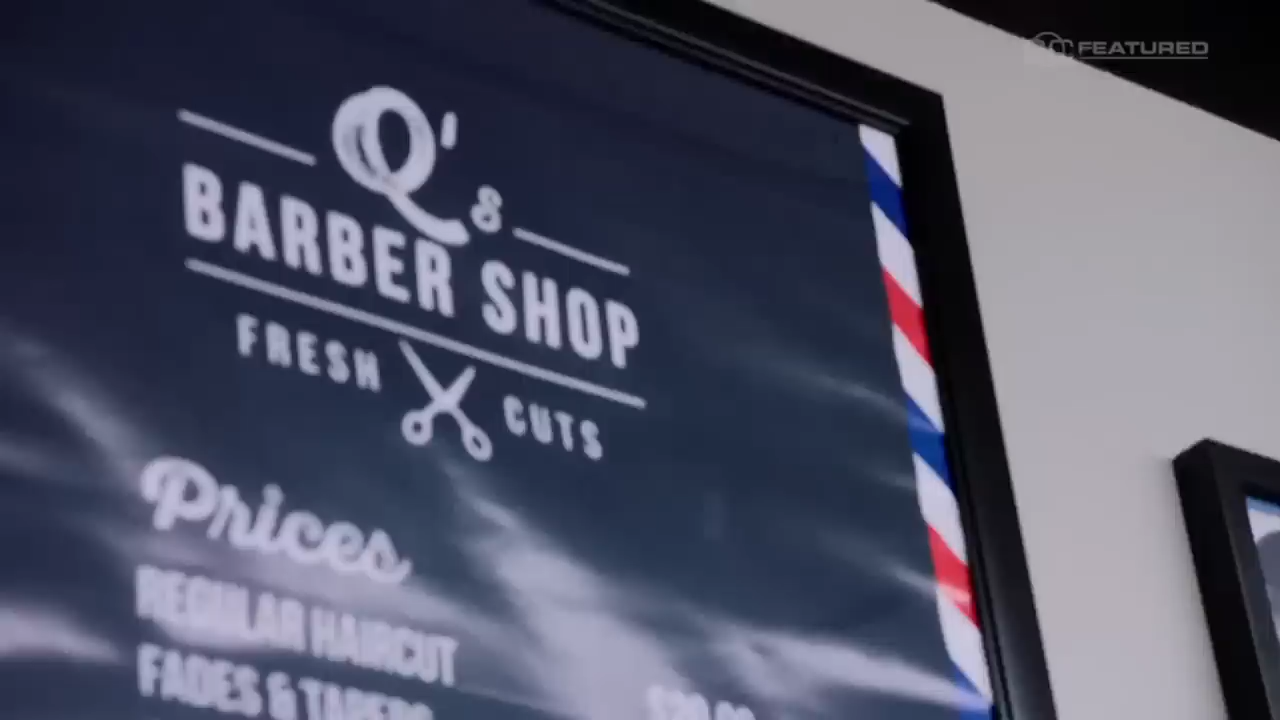 FEATURED
Q's
BARBER SHOP
FRESH CUTS
Prices
REGULAR HAIRCUT
FADES & TAPERS